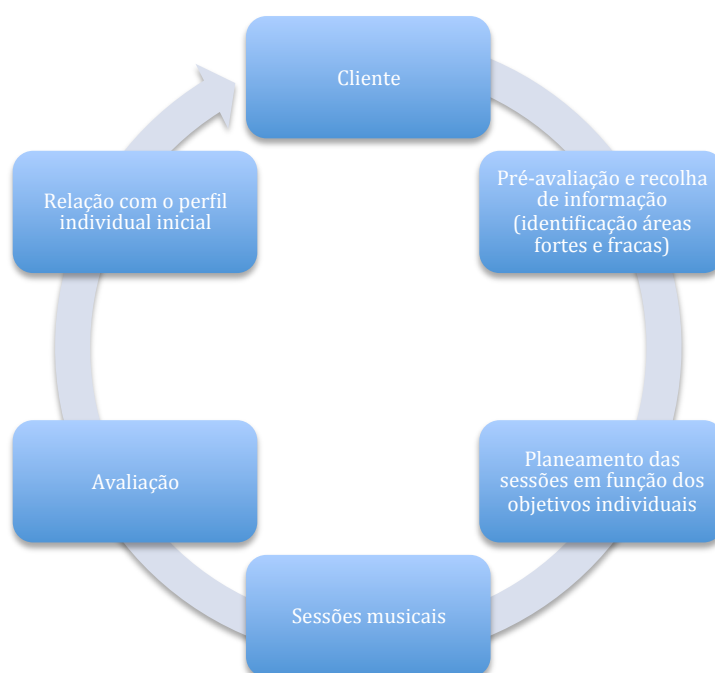 Cliente
Pré-avaliação e recolha
de informação
(identificação áreas
fortes e fracas)
Planeamento das
sessões em função dos
objetivos individuais
Sessões musicais
Avaliação
Relação com o perfil
individual inicial